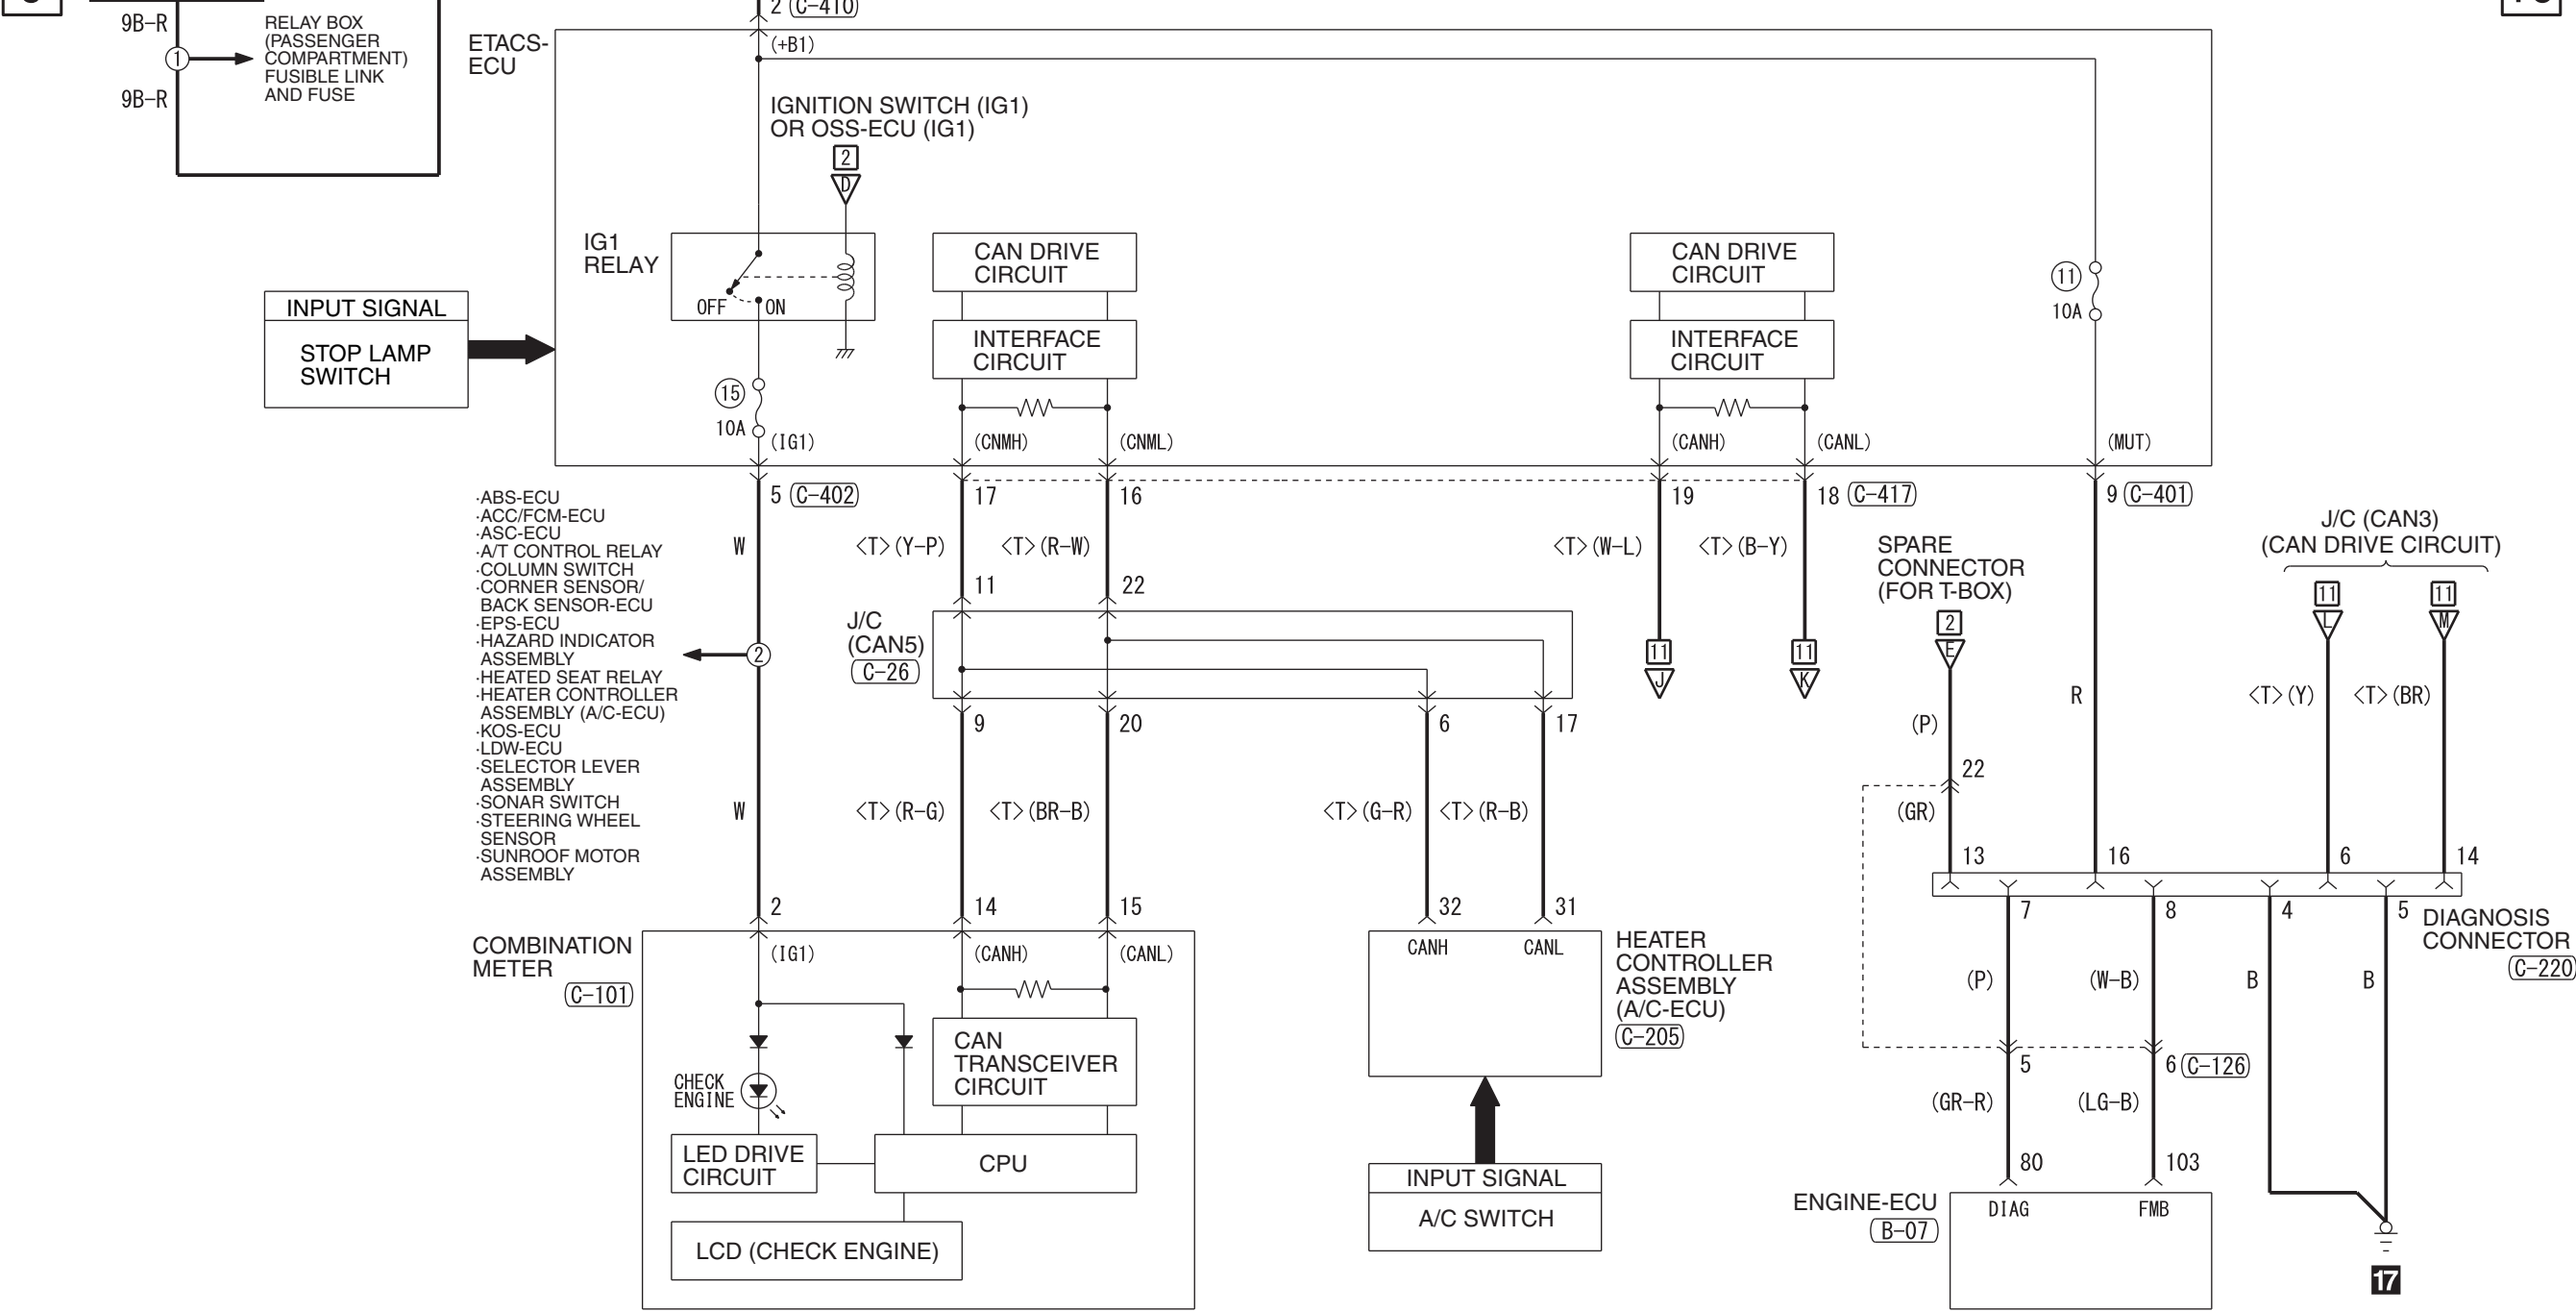 2 (C-410)
9B-R
RELAY BOX
(PASSENGER
COMPARTMENT)
FUSIBLE LINK
AND FUSE
1
9B-R
ETACS-
ECU
(+B1)
IGNITION SWITCH (IG1)
OR OSS-ECU (IG1)
2
D
IG1
RELAY
OFF
ON
CAN DRIVE
CIRCUIT
INTERFACE
CIRCUIT
CAN DRIVE
CIRCUIT
INTERFACE
CIRCUIT
11
10A
INPUT SIGNAL
STOP LAMP
SWITCH
15
10A
(IG1)
(CNMH)
(CNML)
(CANH)
(CANL)
(MUT)
5 (C-402)
17
16
19
18 (C-417)
9 (C-401)
·ABS-ECU
·ACC/FCM-ECU
·ASC-ECU
·A/T CONTROL RELAY
·COLUMN SWITCH
·CORNER SENSOR/
BACK SENSOR-ECU
·EPS-ECU
·HAZARD INDICATOR
ASSEMBLY
·HEATED SEAT RELAY
·HEATER CONTROLLER
ASSEMBLY (A/C-ECU)
·KOS-ECU
·LDW-ECU
·SELECTOR LEVER
ASSEMBLY
·SONAR SWITCH
·STEERING WHEEL
SENSOR
·SUNROOF MOTOR
ASSEMBLY
2
W
<T>(Y-P)
<T>(R-W)
<T>(W-L)
<T>(B-Y)
SPARE
CONNECTOR
(FOR T-BOX)
2
E
J/C (CAN3)
(CAN DRIVE CIRCUIT)
11
L
11
M
11
22
J/C
(CAN5)
(C-26)
11
J
11
K
9
20
6
17
(P)
R
<T>(Y)
<T>(BR)
22
W
<T>(R-G)
<T>(BR-B)
<T>(G-R)
<T>(R-B)
(GR)
13
16
6
14
2
14
15
32
31
7
8
4
5
DIAGNOSIS
CONNECTOR
(C-220)
COMBINATION
METER
(C-101)
(IG1)
(CANH)
(CANL)
CANH
CANL
HEATER
CONTROLLER
ASSEMBLY
(A/C-ECU)
(C-205)
(P)
(W-B)
B
B
CAN
TRANSCEIVER
CIRCUIT
CHECK
ENGINE
5
6 (C-126)
(GR-R)
(LG-B)
LED DRIVE
CIRCUIT
CPU
INPUT SIGNAL
A/C SWITCH
80
103
ENGINE-ECU
(B-07)
DIAG
FMB
LCD (CHECK ENGINE)
17